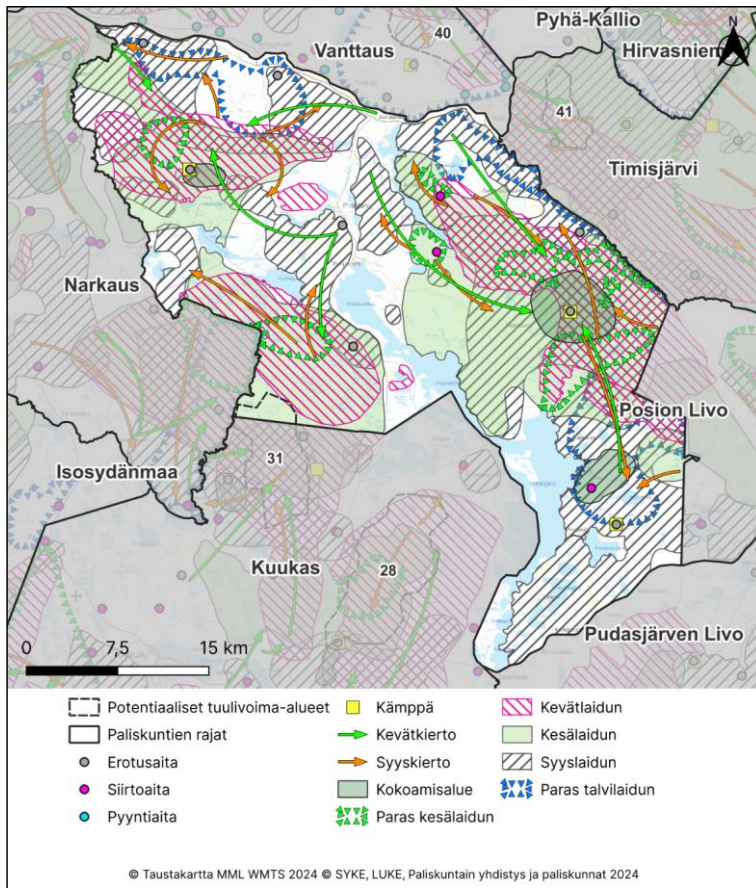 Pyhä-Kallio
N
Vanttaus
40
Hirvasniemi
41
Timisjärvi
Narkaus
Posion Livo
Isosydänmaa
31
Kuukas
28
Pudasjärven Livo
0 7,5 15 km
Potentiaaliset tuulivoima-alueet
Paliskuntien rajat
Erotusaita
Siirtoaita
Pyyntiaita
Kämppä
Kevätkierto
Syyskierto
Kokoamisalue
Paras kesälaidun
Kevätlaidun
Kesälaidun
Syyslaidun
Paras talvilaidun
© Taustakartta MML WMTS 2024 © SYKE, LUKE, Paliskuntain yhdistys ja paliskunnat 2024